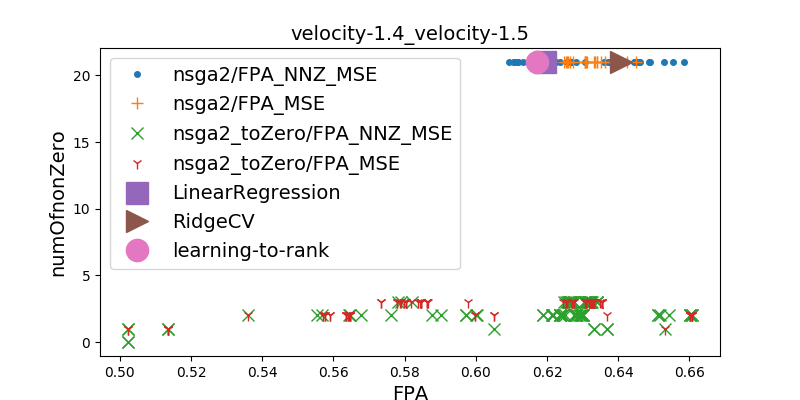 velocity-1.4_velocity-1.5
numOfnonZero
20
15
10
5
0
nsga2/FPA_NNZ_MSE
nsga2/FPA_MSE
nsga2_toZero/FPA_NNZ_MSE
nsga2_toZero/FPA_MSE
LinearRegression
RidgeCV
learning-to-rank
0.50 0.52 0.54 0.56 0.58 0.60 0.62 0.64 0.66
FPA